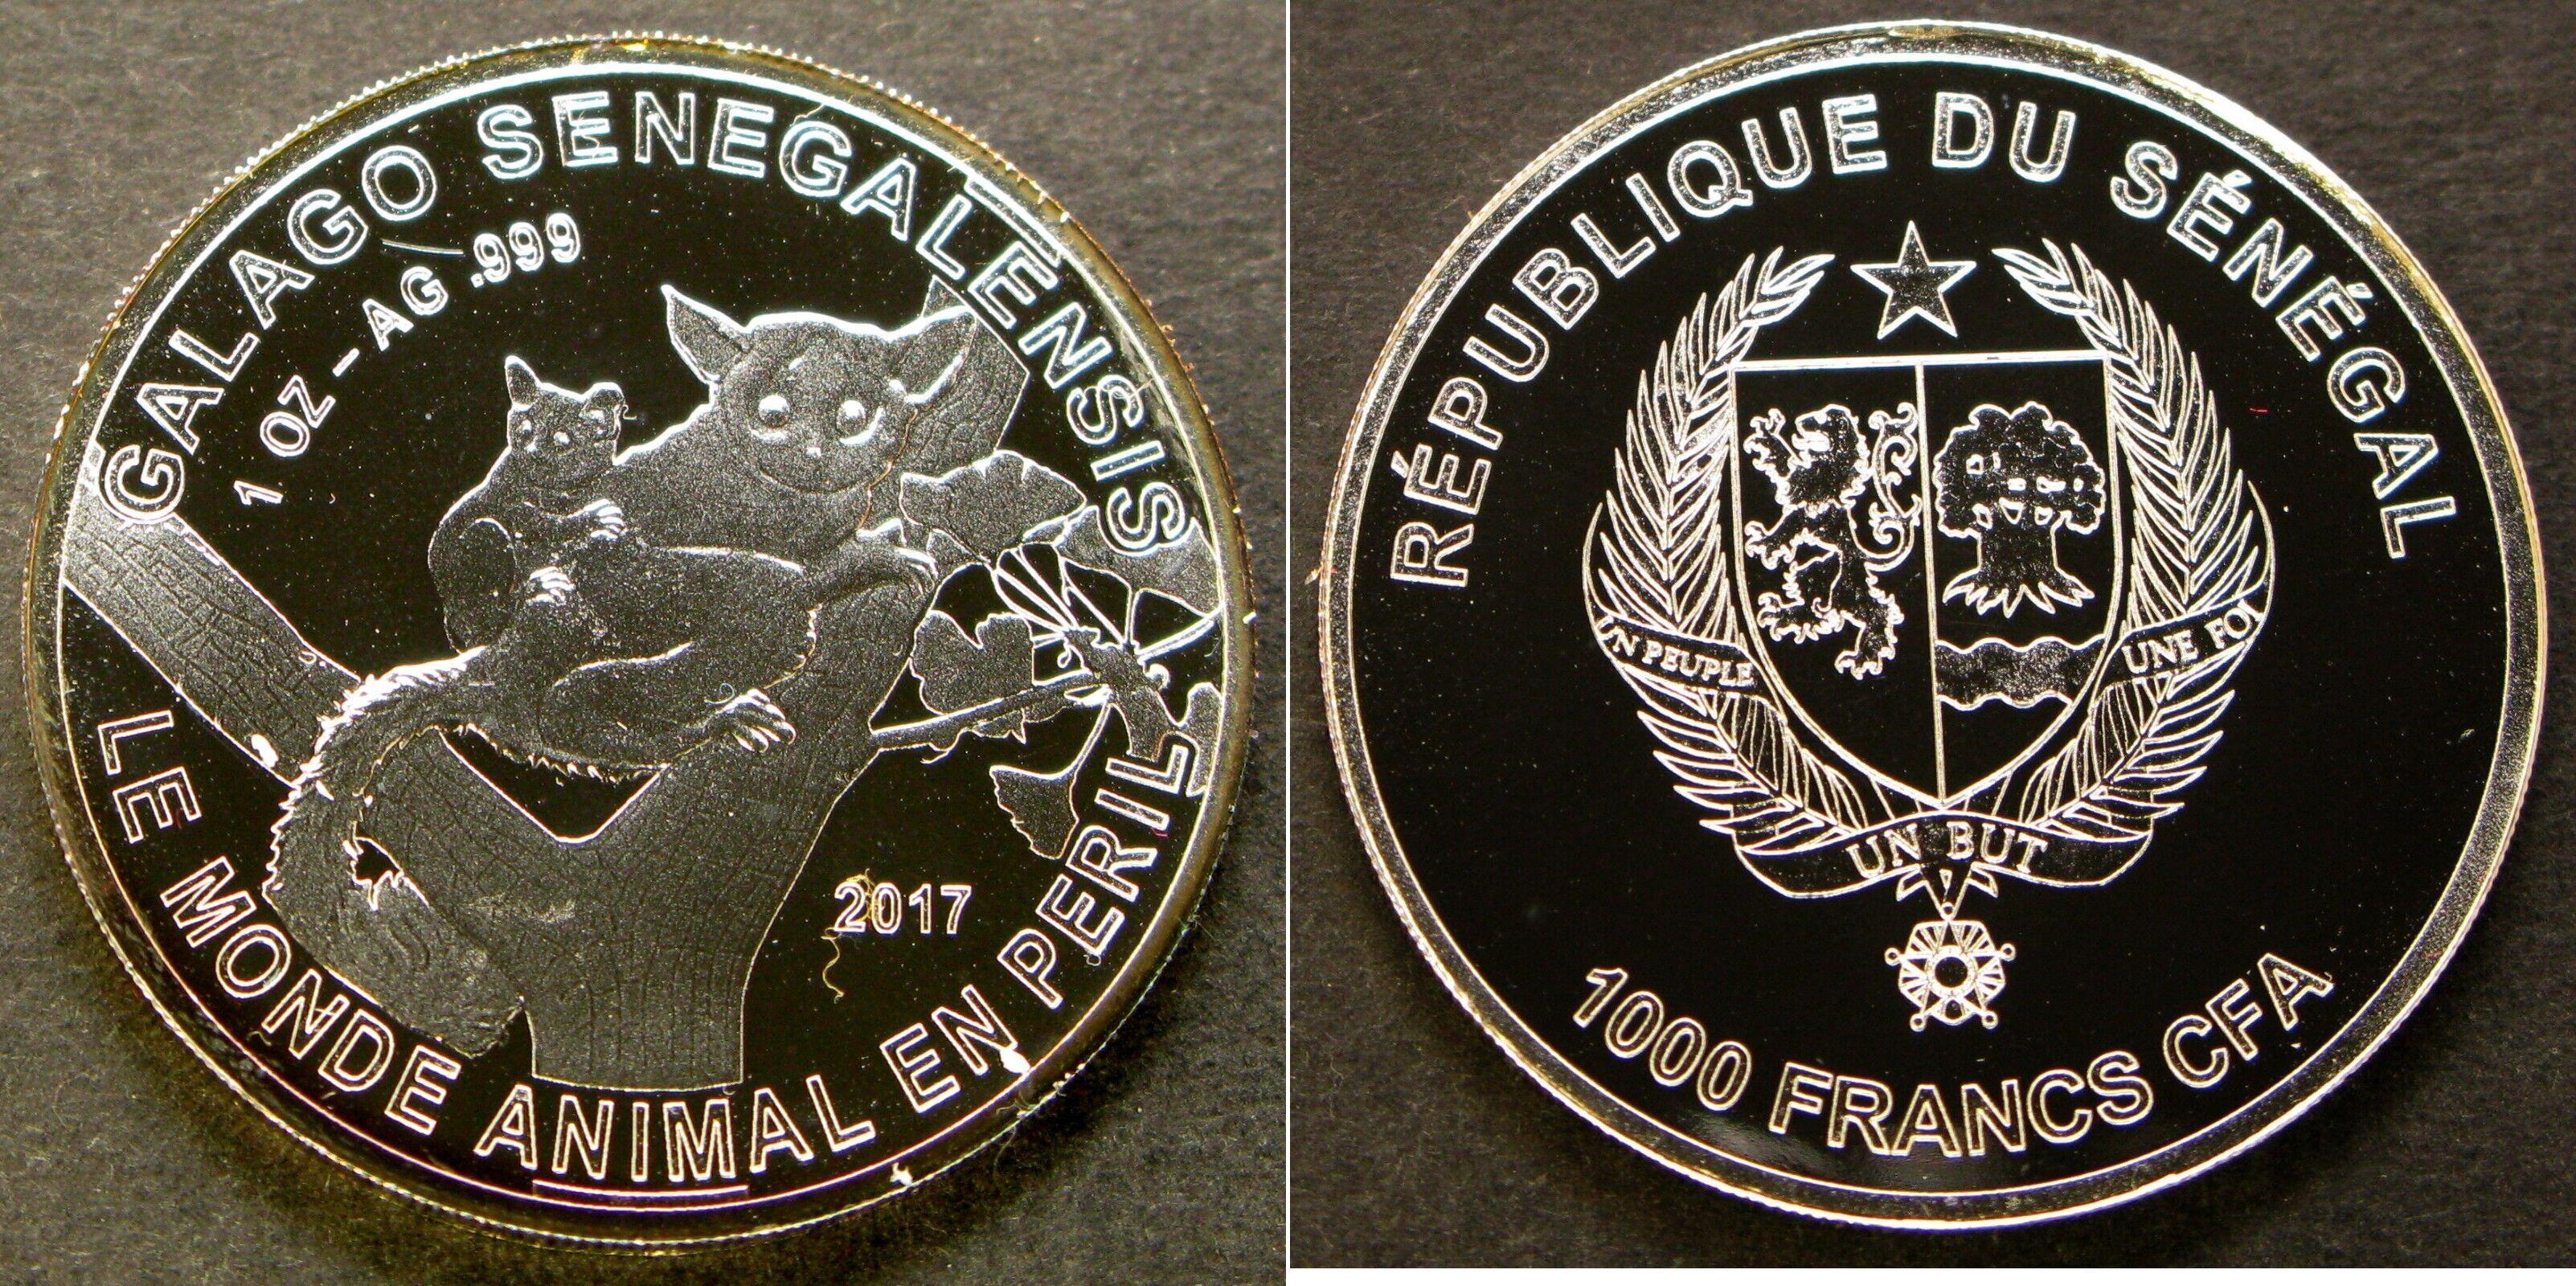 GALAGO SENEGALENSIS
1 OZ – AG .999
2017
LE MONDE ANIMAL EN PERIL
RÉPUBLIQUE DU SÉNÉGAL
UN PEUPLE
UN BUT
UNE FOI
1000 FRANCS CFA